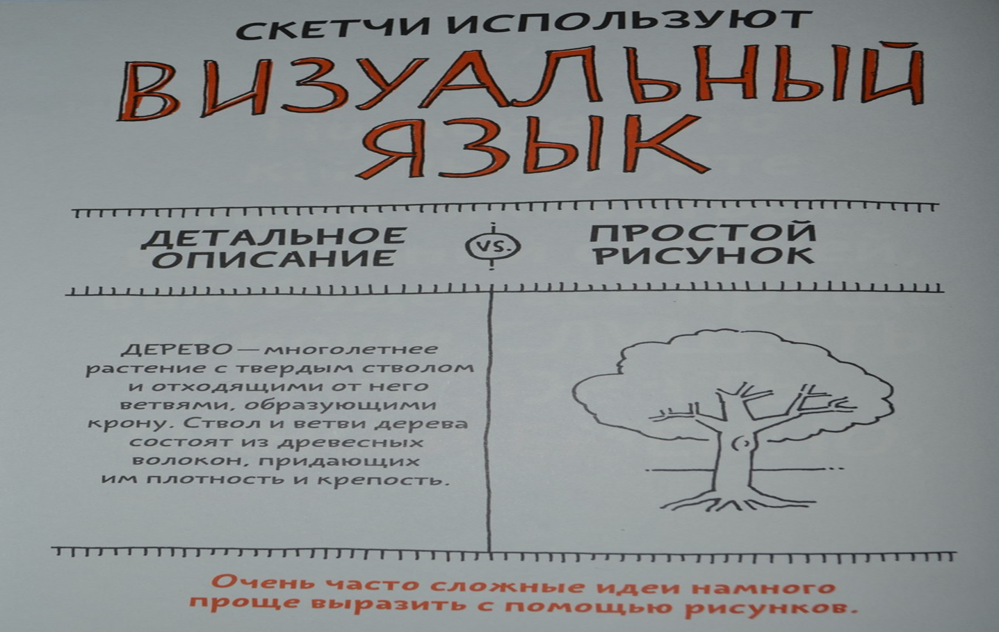 СКЕТЧИ ИСПОЛЬЗУЮТ
ВИЗУАЛЬНЫЙ
ЯЗЫК
ДЕТАЛЬНОЕ
ОПИСАНИЕ
VS.
ПРОСТОЙ
РИСУНОК
ДЕРЕВО — многолетнее
растение с твердым стволом
и отходящими от него
ветвями, образующими
крону. Ствол и ветви дерева
состоят из древесных
волокон, придающих
им плотность и крепость.
Очень часто сложные идеи намного
проще выразить с помощью рисунков.